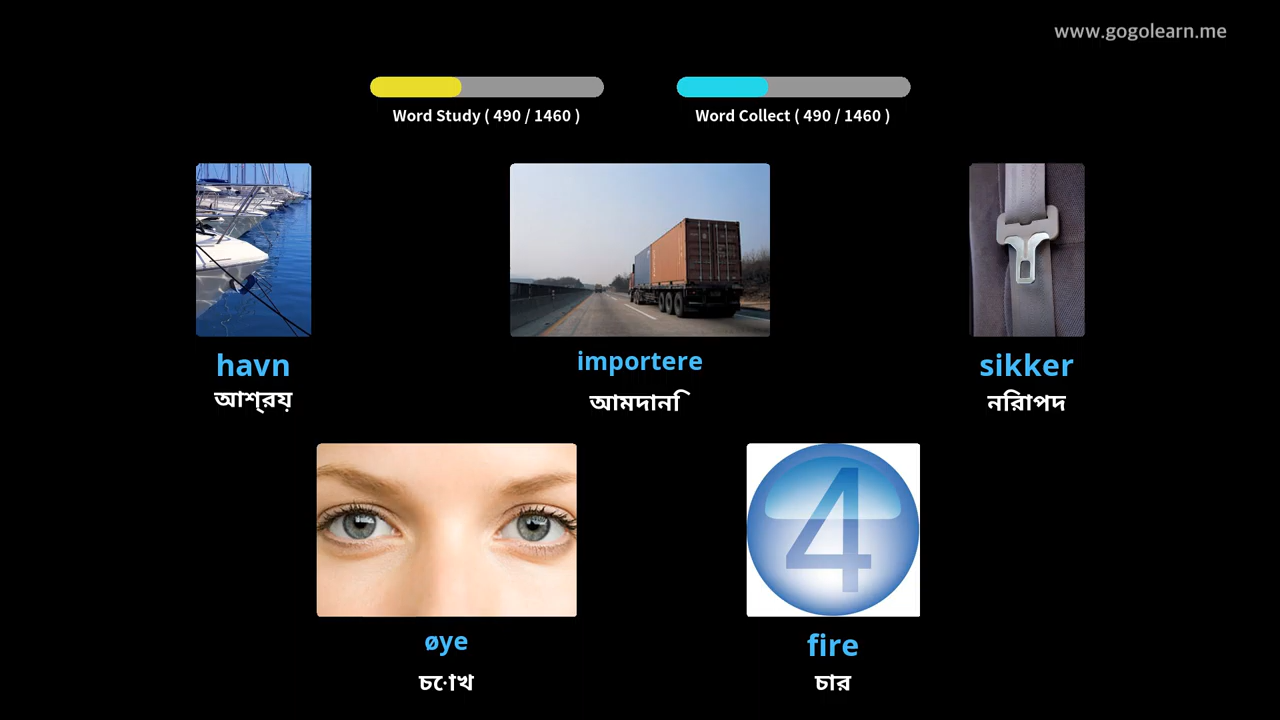 www.gogolearn.me
Word Study ( 490 / 1460 )
Word Collect ( 490 / 1460 )
havn
আশ্রয়
importere
আমদানি
sikker
নিরাপদ
4
øye
চোখ
fire
চার